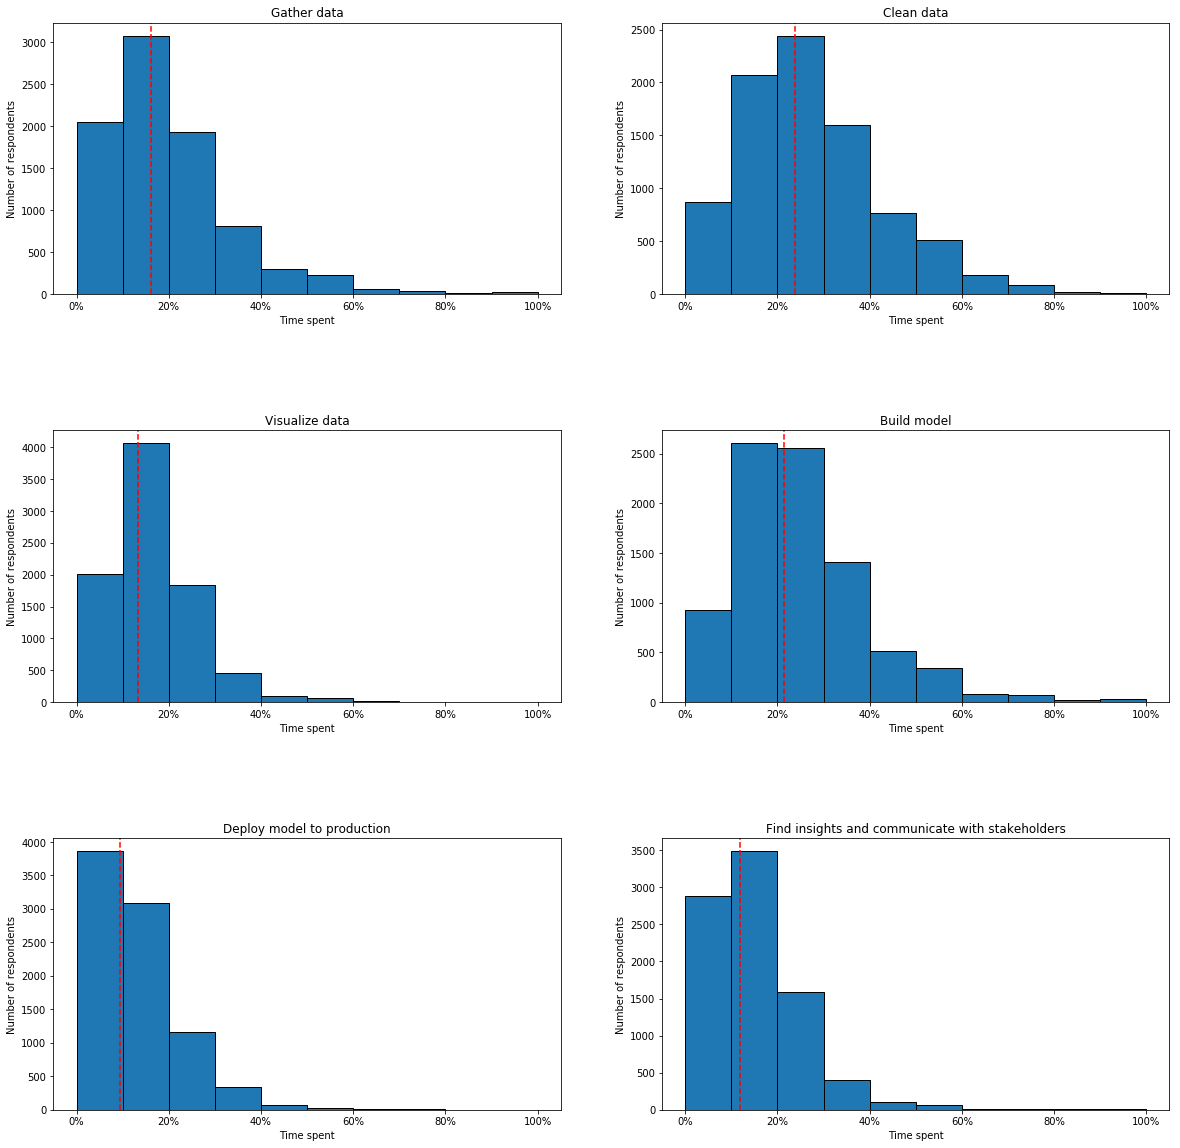 Gather data
Number of respondents
3000
2500
2000
1500
1000
500
0
0% 20% 40% 60% 80% 100%
Time spent
Clean data
Number of respondents
2500
2000
1500
1000
500
0
0% 20% 40% 60% 80% 100%
Time spent
Visualize data
Number of respondents
4000
3500
3000
2500
2000
1500
1000
500
0
0% 20% 40% 60% 80% 100%
Time spent
Build model
Number of respondents
2500
2000
1500
1000
500
0
0% 20% 40% 60% 80% 100%
Time spent
Deploy model to production
Number of respondents
4000
3500
3000
2500
2000
1500
1000
500
0
0% 20% 40% 60% 80% 100%
Time spent
Find insights and communicate with stakeholders
Number of respondents
3500
3000
2500
2000
1500
1000
500
0
0% 20% 40% 60% 80% 100%
Time spent